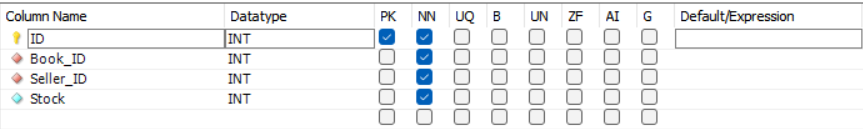 Column Name Datatype PK NN UQ B UN ZF AI G Default/Expression
ID INT
Book_ID INT
Seller_ID INT
Stock INT